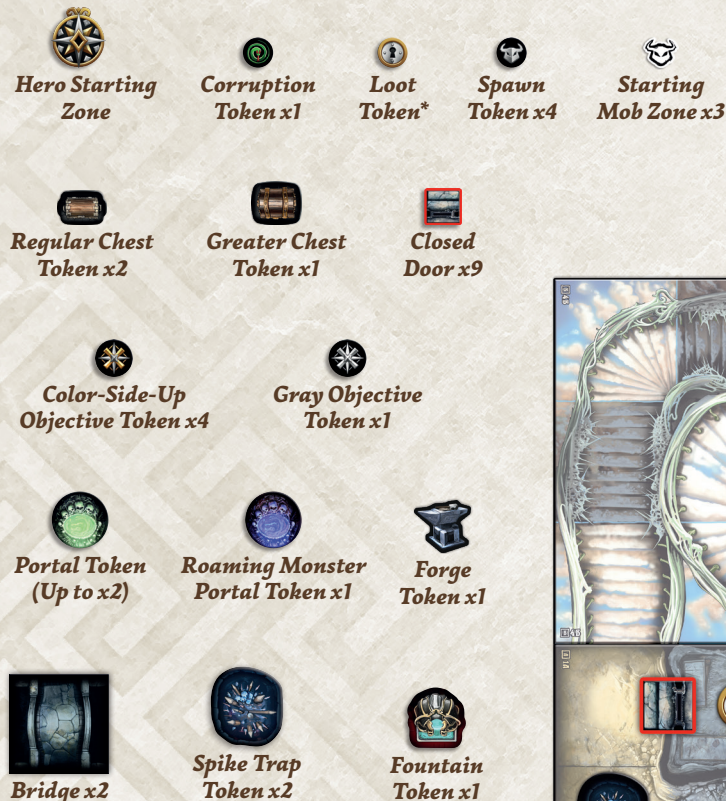 Hero Starting
Zone
Corruption
Token x1
Loot
Token*
Spawn
Token x4
Starting
Mob Zone x3
Regular Chest
Token x2
Greater Chest
Token x1
Closed
Door x9
Color-Side-Up
Objective Token x4
Gray Objective
Token x1
Portal Token
(Up to x2)
Roaming Monster
Portal Token x1
Forge
Token x1
Bridge x2
Spike Trap
Token x2
Fountain
Token x1